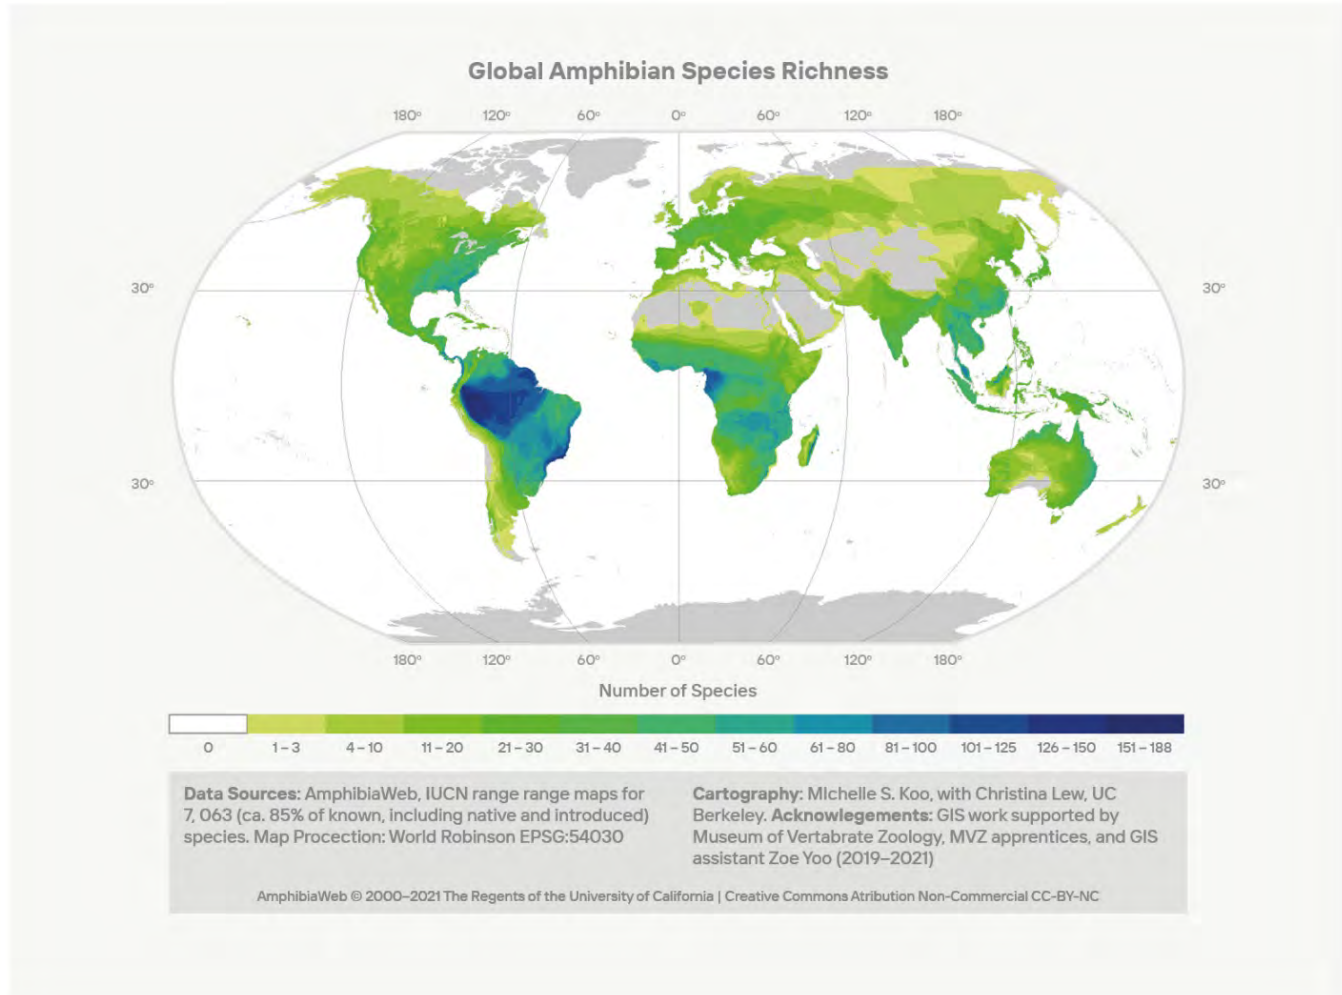 Global Amphibian Species Richness
180° 120° 60° 0° 60° 120° 180°
30° 30°
30° 30°
180° 120° 60° 0° 60° 120° 180°
Number of Species
0 1–3 4–10 11–20 21–30 31–40 41–50 51–60 61–80 81–100 101–125 126–150 151–188
Data Sources: AmphibiaWeb, IUCN range range maps for
7, 063 (ca. 85% of known, including native and introduced)
species. Map Procection: World Robinson EPSG:54030
Cartography: MIchelle S. Koo, with Christina Lew, UC
Berkeley. Acknowlegements: GIS work supported by
Museum of Vertabrate Zoology, MVZ apprentices, and GIS
assistant Zoe Yoo (2019–2021)
AmphibiaWeb © 2000–2021 The Regents of the University of California | Creative Commons Atribution Non-Commercial CC-BY-NC